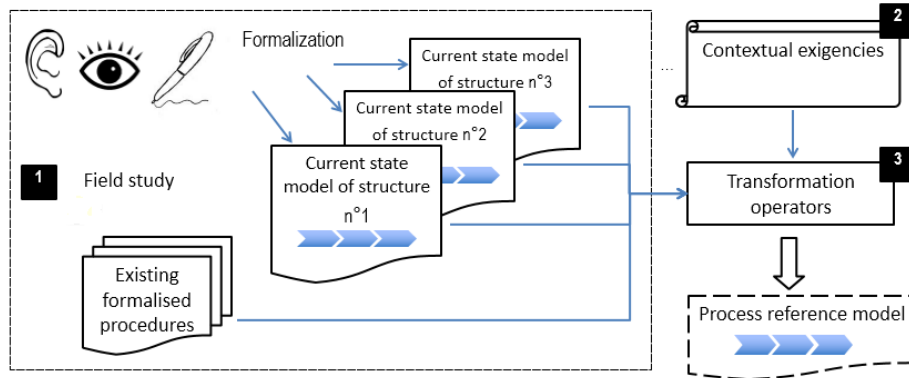 Formalization
Current state model
of structure n°3
Current state model
of structure n°2
Current state
model of structure
n°1
1
Field study
Existing
formalised
procedures
...
2
Contextual exigencies
3
Transformation
operators
Process reference model